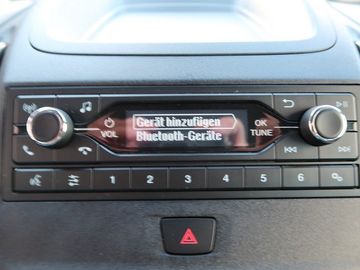 Gerät hinzufügen
Bluetooth-Geräte
VOL
OK
TUNE
1 2 3 4 5 6